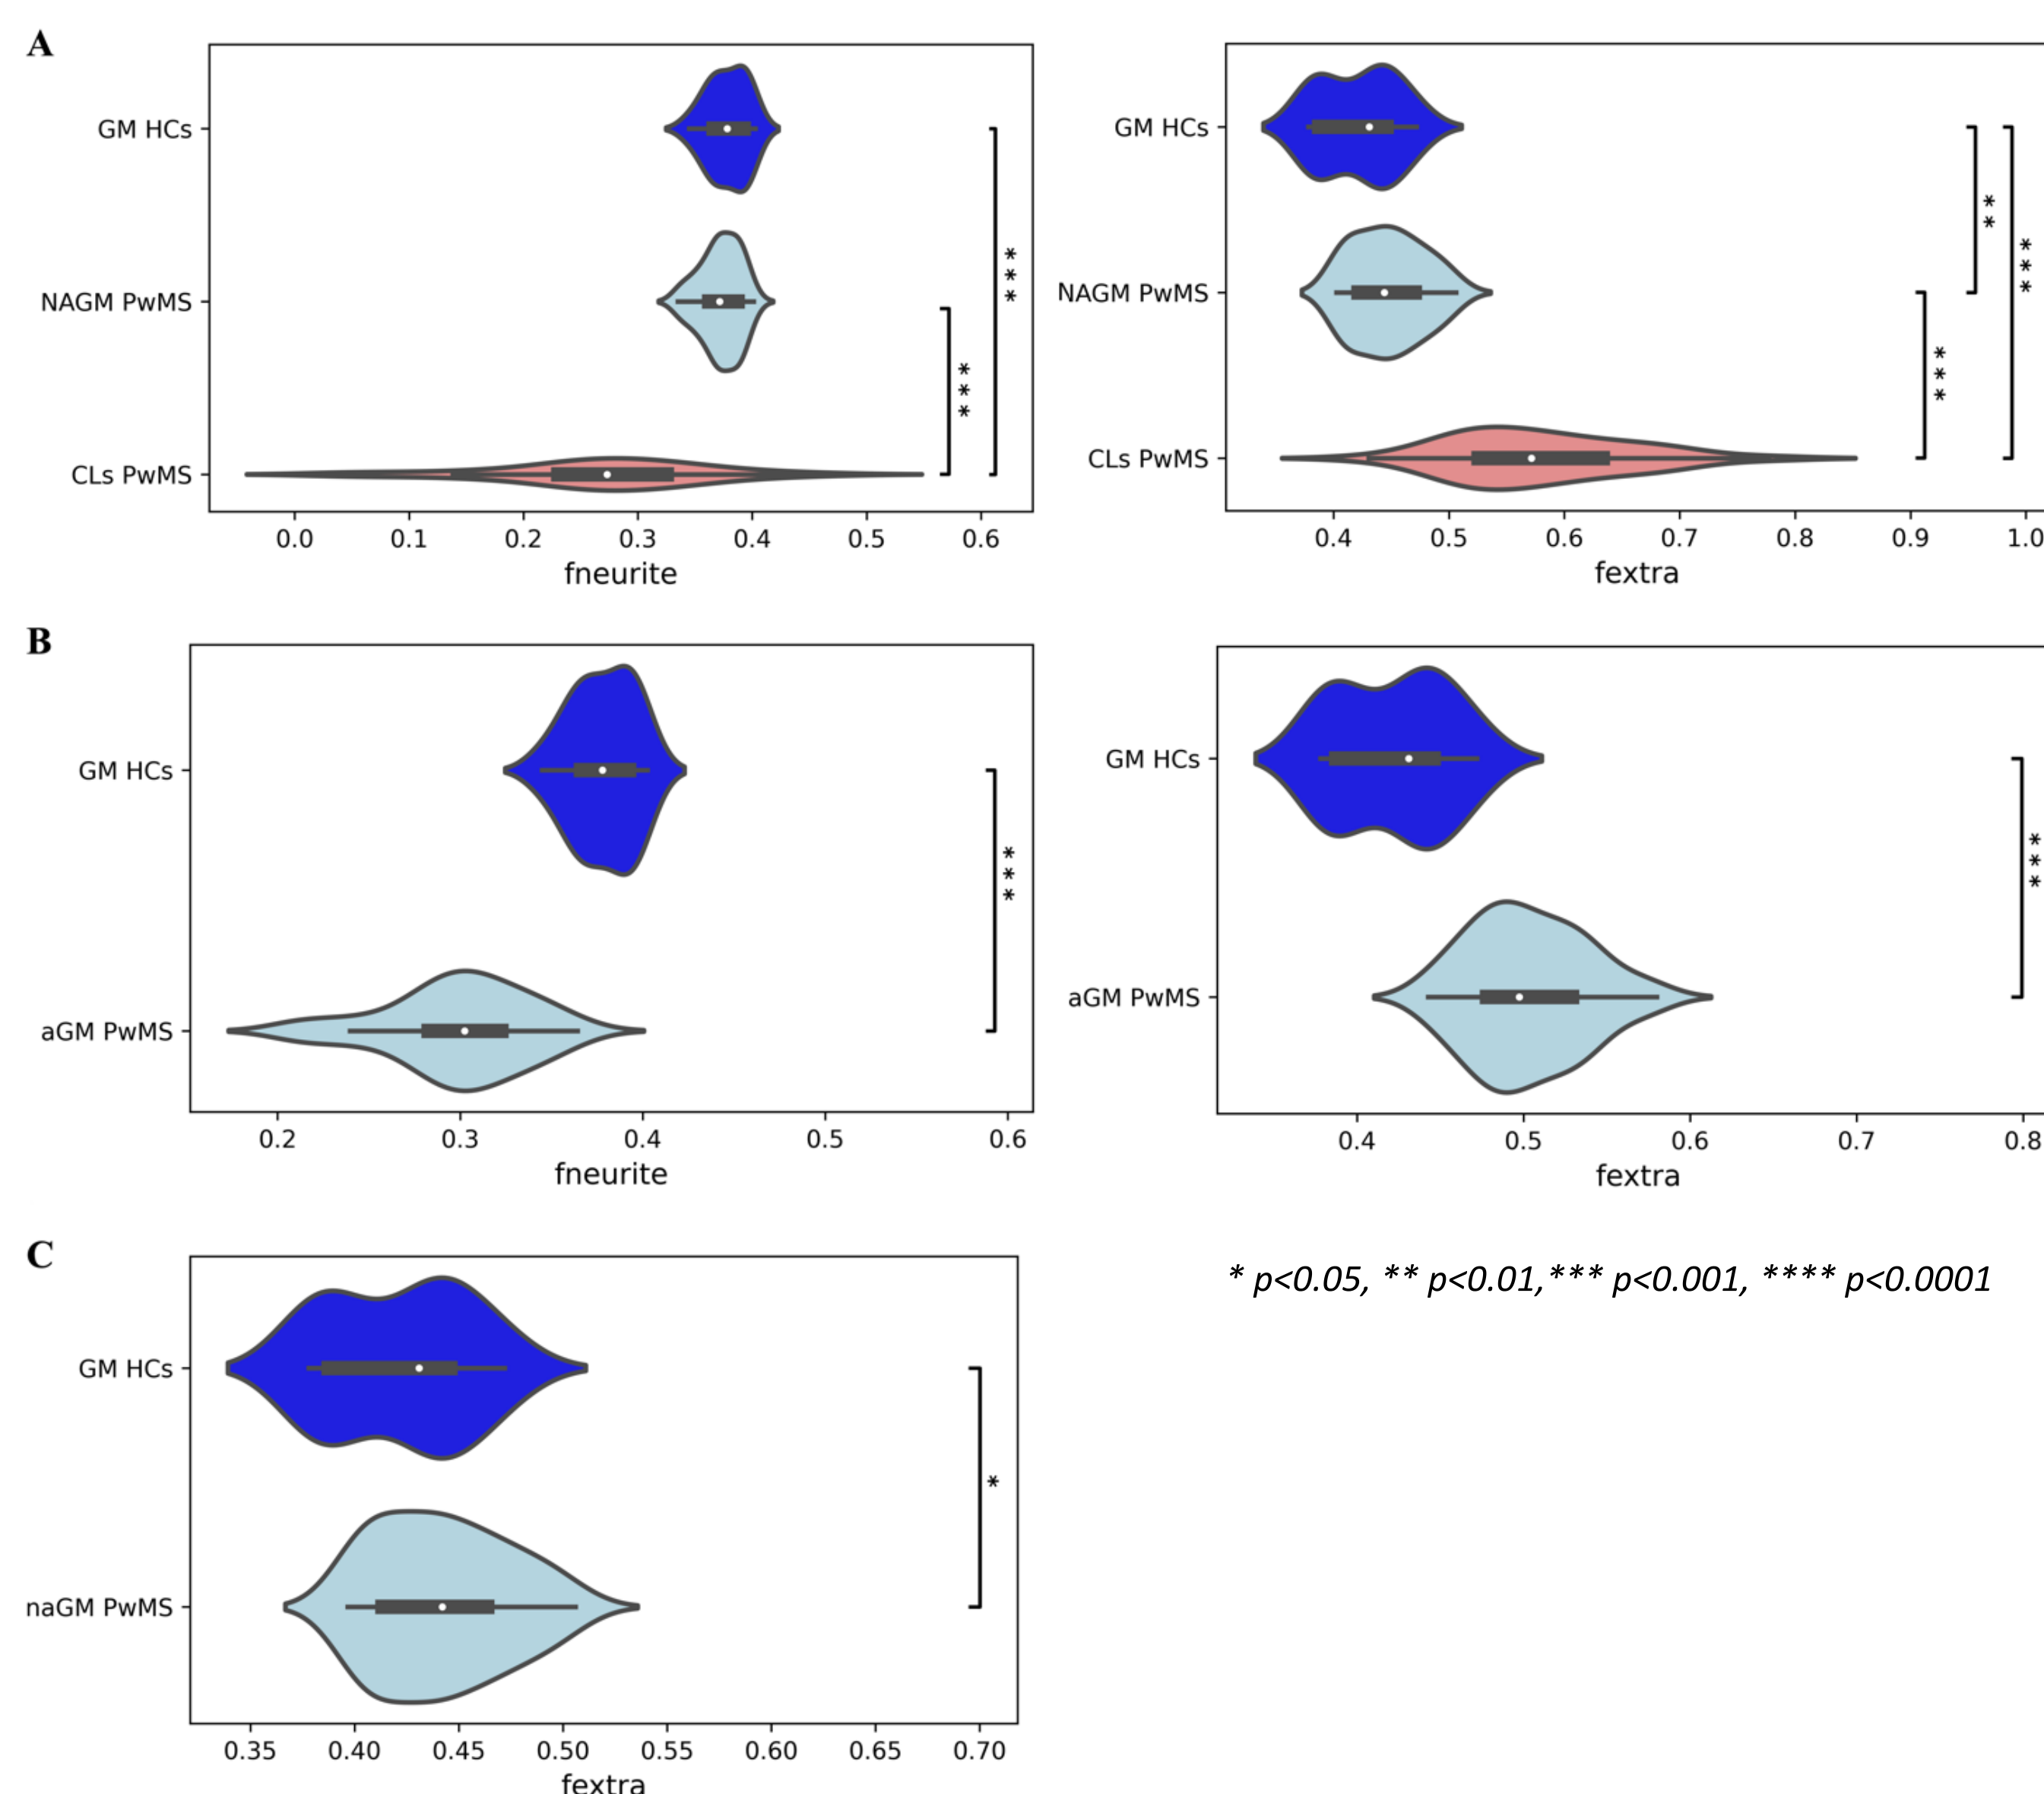 A
GM HCs
NAGM PwMS
CLs PwMS
* * *
* * *
0.0 0.1 0.2 0.3 0.4 0.5 0.6
fneurite
GM HCs
NAGM PwMS
CLs PwMS
* *
* * *
* * *
0.4 0.5 0.6 0.7 0.8 0.9 1.0
fextra
B
GM HCs
aGM PwMS
* * *
0.2 0.3 0.4 0.5 0.6
fneurite
GM HCs
aGM PwMS
* * *
0.4 0.5 0.6 0.7 0.8
fextra
C
GM HCs
naGM PwMS
*
0.35 0.40 0.45 0.50 0.55 0.60 0.65 0.70
fextra
* p<0.05, ** p<0.01,*** p<0.001, **** p<0.0001